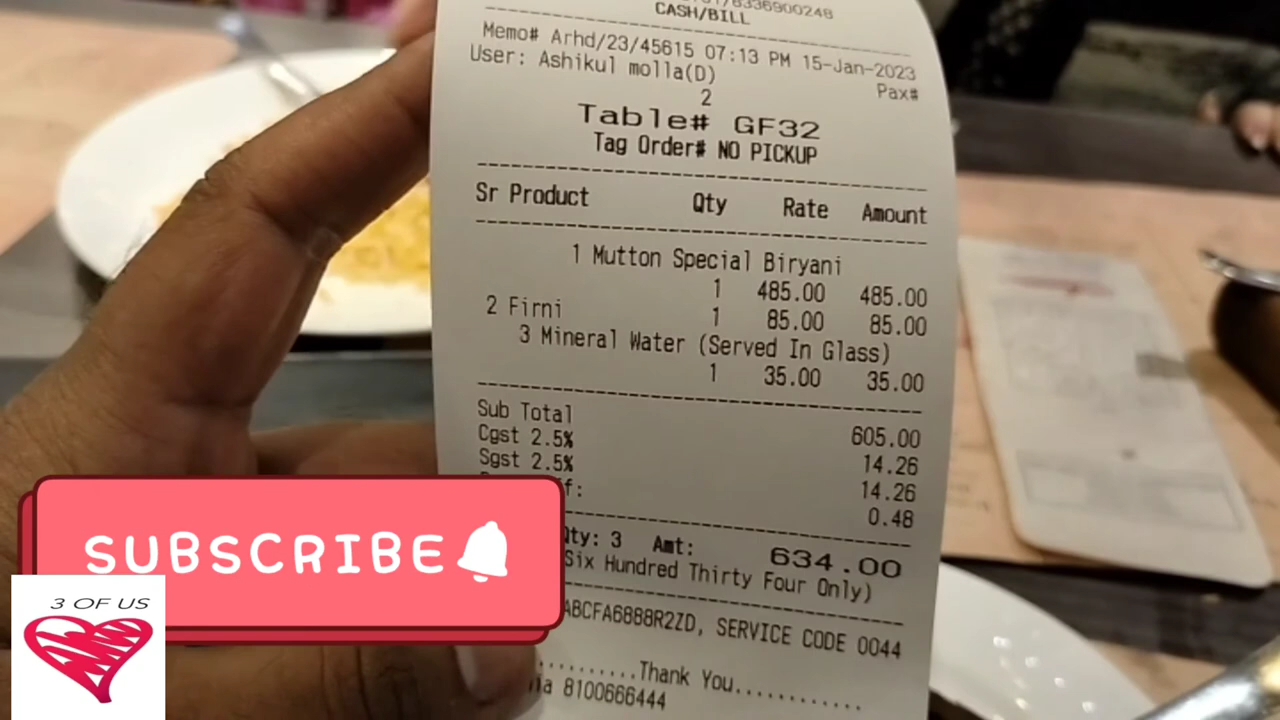 8336900248
CASH/BILL
Memo# Arhd/23/45615 07:13 PM 15-Jan-2023
User: Ashikul molla(D) Pax#
2
Table# GF32
Tag Order# NO PICKUP
Sr Product Qty Rate Amount
1 Mutton Special Biryani
1 485.00 485.00
2 Firni 1 85.00 85.00
3 Mineral Water (Served In Glass)
1 35.00 35.00
Sub Total 605.00
Cgst 2.5% 14.26
Sgst 2.5% 14.26
f: 0.48
Qty: 3 Amt: 634.00
Six Hundred Thirty Four Only)
ABCFA6888R2ZD, SERVICE CODE 0044
..........Thank You............
8100666444
SUBSCRIBE
3 OF US